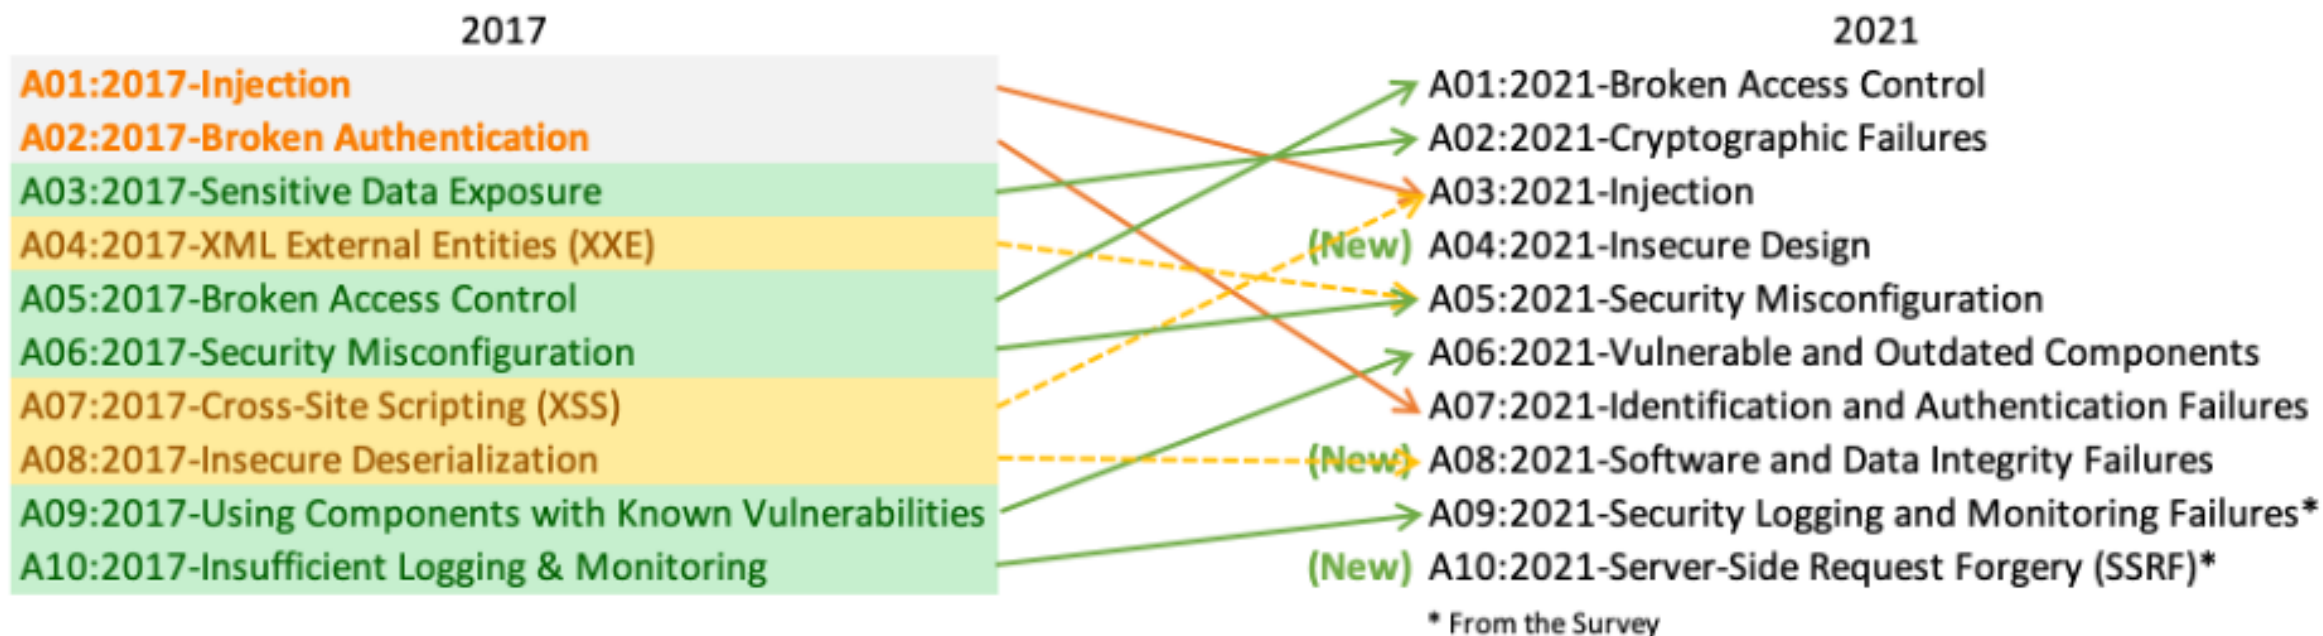 2017
A01:2017-Injection
A02:2017-Broken Authentication
A03:2017-Sensitive Data Exposure
A04:2017-XML External Entities (XXE)
A05:2017-Broken Access Control
A06:2017-Security Misconfiguration
A07:2017-Cross-Site Scripting (XSS)
A08:2017-Insecure Deserialization
A09:2017-Using Components with Known Vulnerabilities
A10:2017-Insufficient Logging & Monitoring
2021
A01:2021-Broken Access Control
A02:2021-Cryptographic Failures
A03:2021-Injection
(New) A04:2021-Insecure Design
A05:2021-Security Misconfiguration
A06:2021-Vulnerable and Outdated Components
A07:2021-Identification and Authentication Failures
(New) A08:2021-Software and Data Integrity Failures
A09:2021-Security Logging and Monitoring Failures*
(New) A10:2021-Server-Side Request Forgery (SSRF)*
* From the Survey